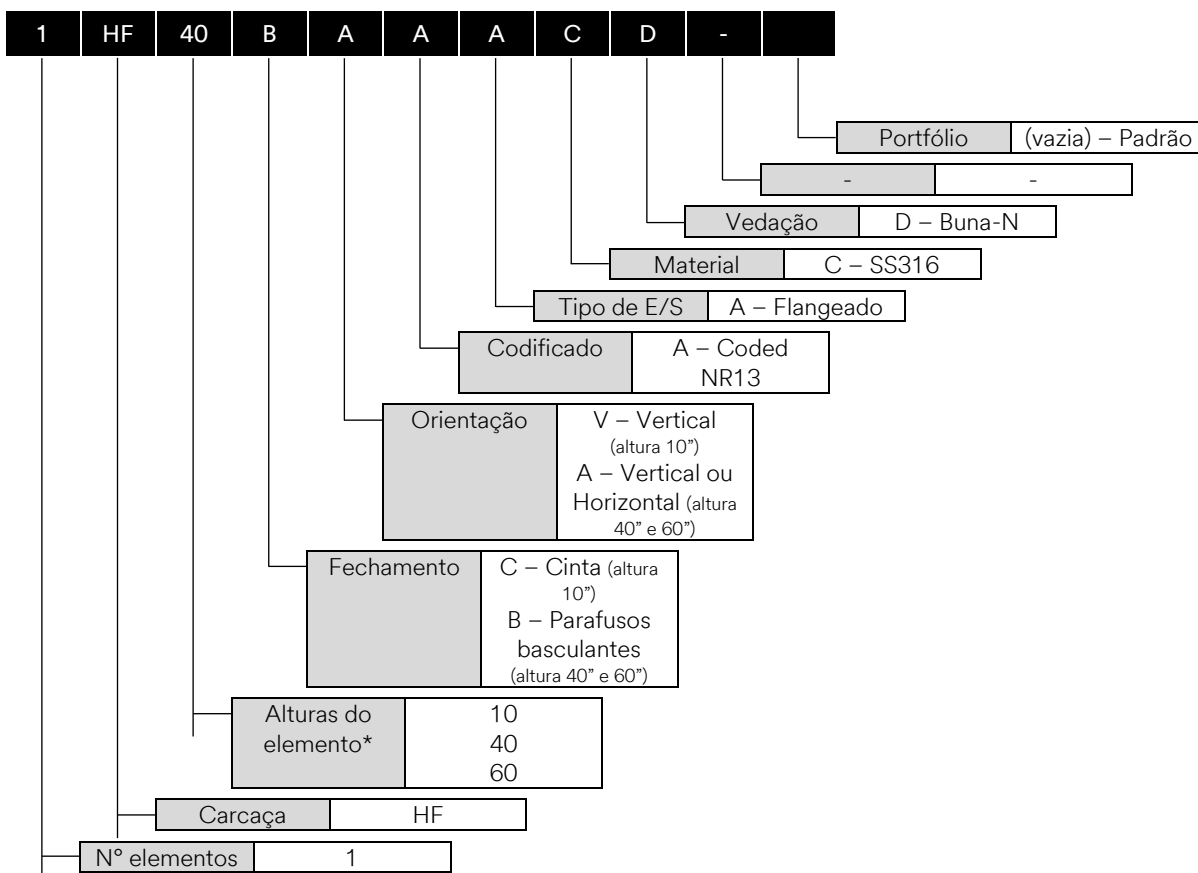 1 HF 40 B A A A C D -
Portfólio (vazia) – Padrão
- -
Vedação D – Buna-N
Material C – SS316
Tipo de E/S A – Flangeado
Codificado A – Coded
NR13
Orientação V – Vertical
(altura 10”)
A – Vertical ou
Horizontal (altura
40” e 60”)
Fechamento C – Cinta (altura
10”)
B – Parafusos
basculantes
(altura 40” e 60”)
Alturas do 10
elemento* 40
60
Carcaça HF
Nº elementos 1